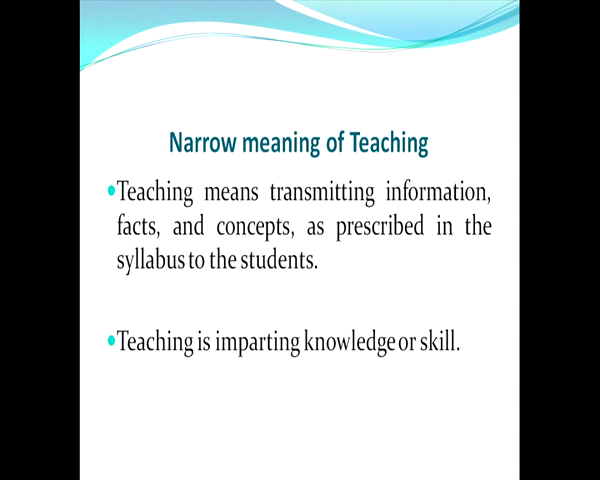 Narrow meaning of Teaching
•Teaching means transmitting information,
facts, and concepts, as prescribed in the
syllabus to the students.
•Teaching is imparting knowledge or skill.